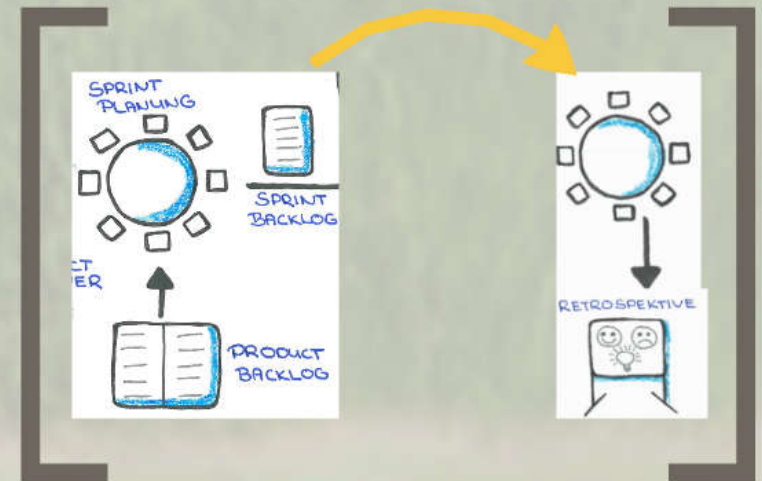 SPRINT
PLANUNG
SPRINT
BACKLOG
CT
ER
PRODUCT
BACKLOG
RETROSPEKTIVE